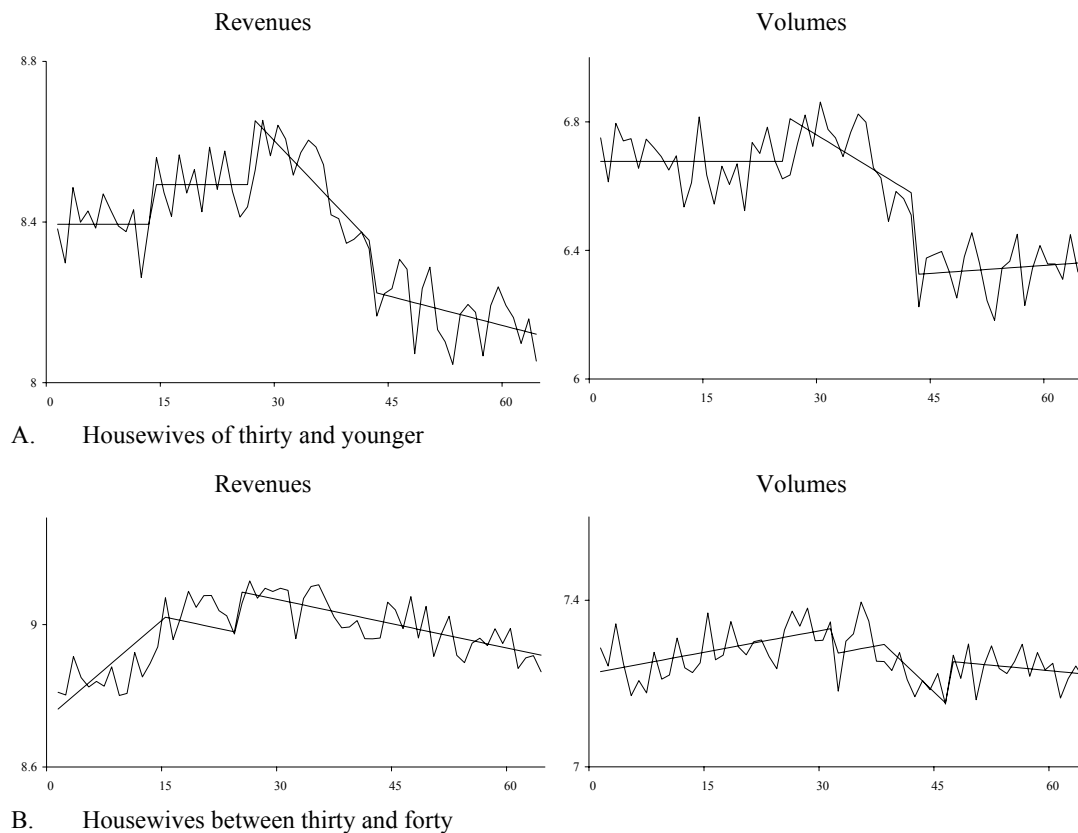 Revenues Volumes
8.8
8.4
8
0 15 30 45 60
6.8
6.4
6
0 15 30 45 60
A. Housewives of thirty and younger
Revenues Volumes
9
8.6
0 15 30 45 60
7.4
7
0 15 30 45 60
B. Housewives between thirty and forty